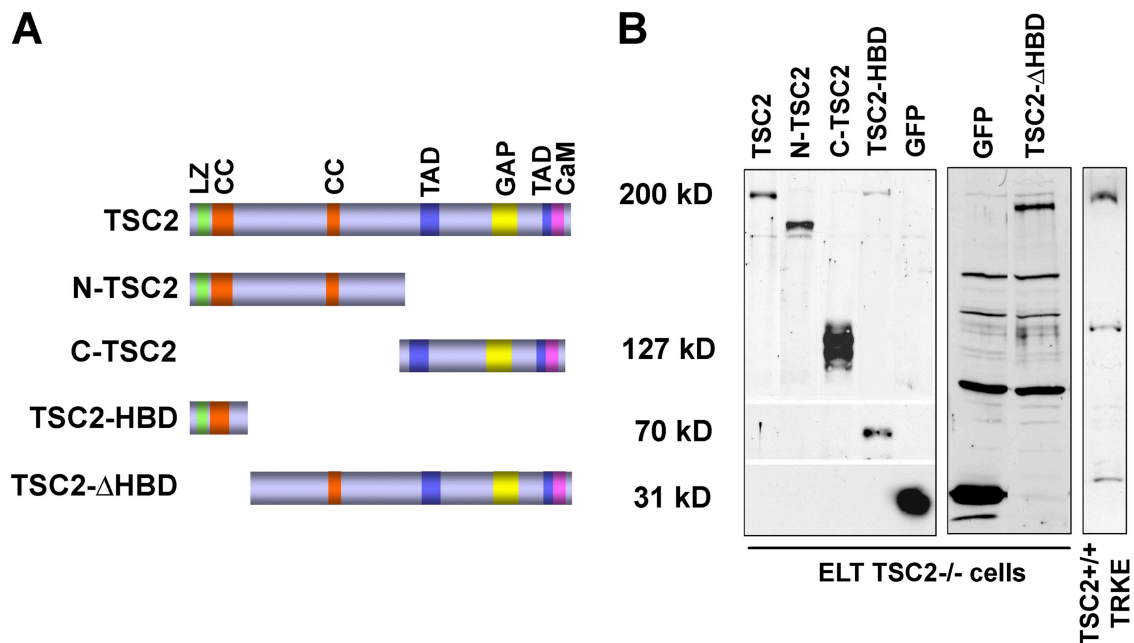 A
LZ
CC
CC
TAD
GAP
TAD
CaM
TSC2
N-TSC2
C-TSC2
TSC2-HBD
TSC2-ΔHBD
B
TSC2
N-TSC2
C-TSC2
TSC2-HBD
GFP
GFP
TSC2-ΔHBD
200 kD
127 kD
70 kD
31 kD
ELT TSC2-/- cells
TSC2+/+
TRKE